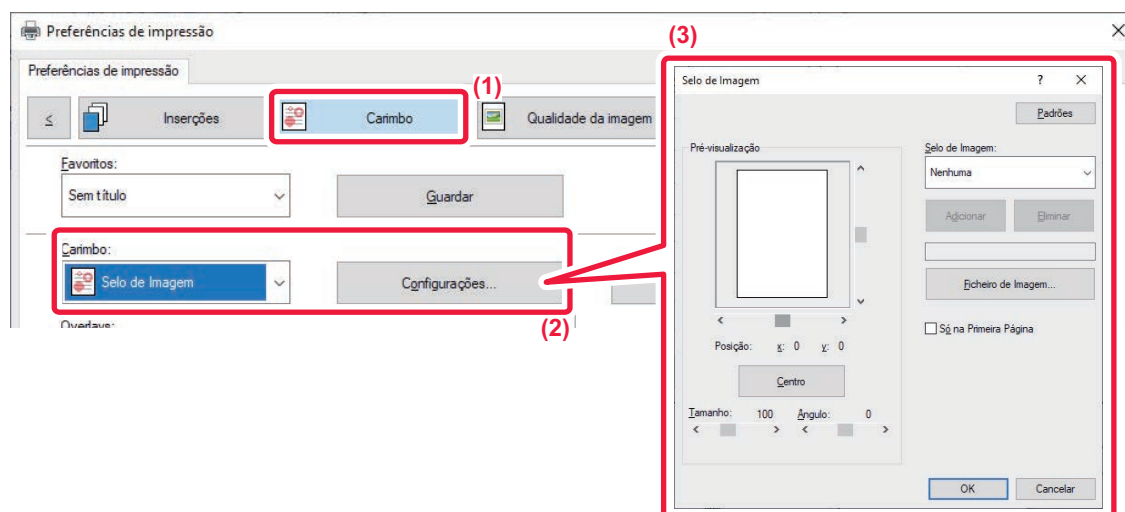 Preferências de impressão
Preferências de impressão
(1)
≤ Inserções Carimbo Qualidade da imagem
Favoritos:
Sem título Guardar
Carimbo:
Selo de Imagem Configurações...
(2)
Overlays:
(3)
Selo de Imagem ? ×
Padrões
Pré-visualização
Selo de Imagem:
Nenhuma
Adicionar Eliminar
Ficheiro de Imagem...
Só na Primeira Página
Posição: x: 0 y: 0
Centro
Tamanho: 100 Ângulo: 0
OK Cancelar